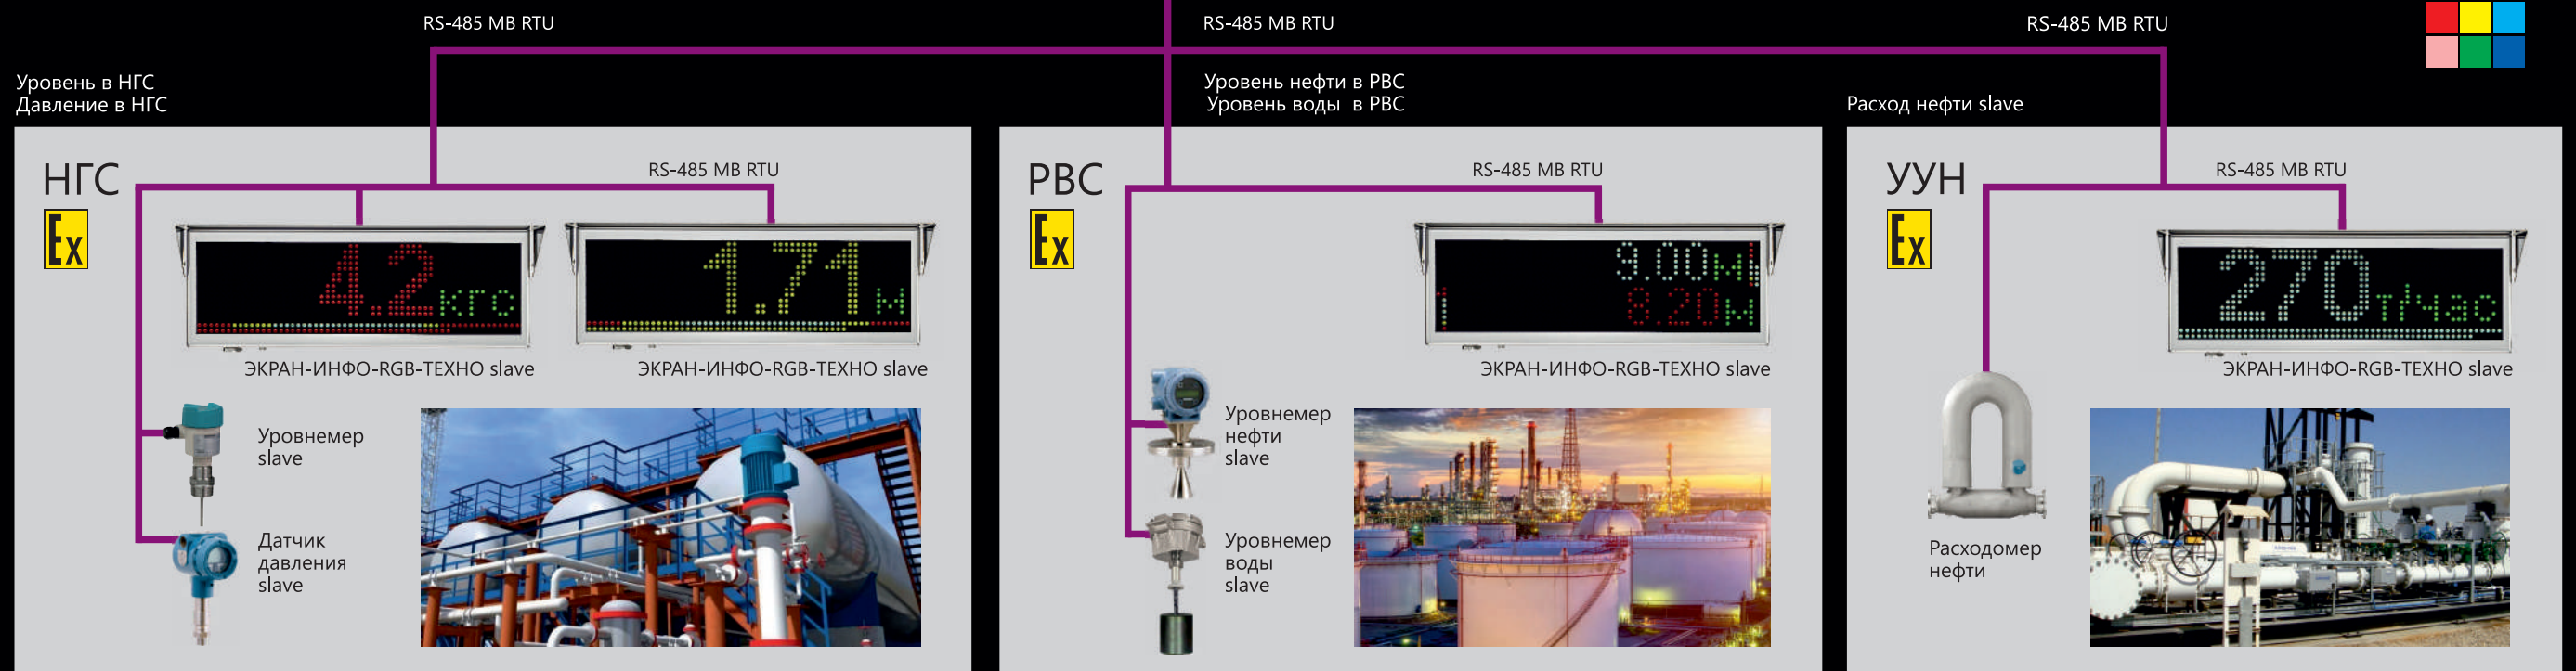 RS-485 MB RTU
RS-485 MB RTU
RS-485 MB RTU
Уровень в НГС
Давление в НГС
Уровень нефти в РВС
Уровень воды в РВС
Расход нефти slave
НГС
RS-485 MB RTU
Ex
4.2кгс
1.71м
ЭКРАН-ИНФО-RGB-ТЕХНО slave
ЭКРАН-ИНФО-RGB-ТЕХНО slave
Уровнемер
slave
Датчик
давления
slave
РВС
RS-485 MB RTU
Ex
9.00м
8.20м
ЭКРАН-ИНФО-RGB-ТЕХНО slave
Уровнемер
нефти
slave
Уровнемер
воды
slave
УУН
RS-485 MB RTU
Ex
270т/час
ЭКРАН-ИНФО-RGB-ТЕХНО slave
Расходомер
нефти